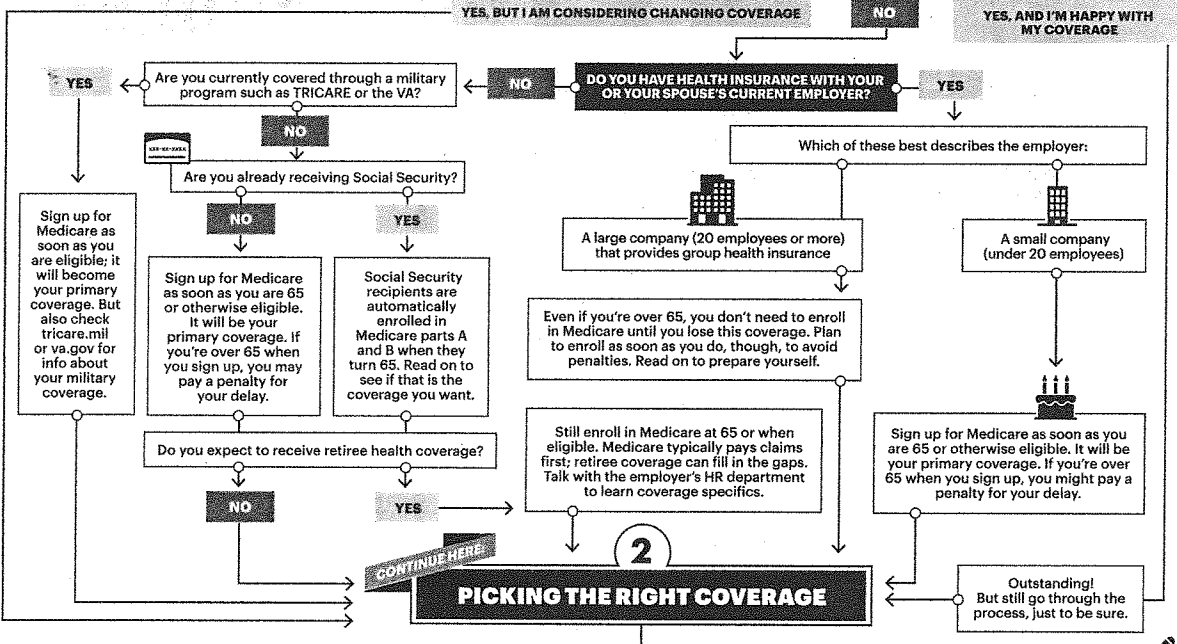 YES, BUT I AM CONSIDERING CHANGING COVERAGE
NO
YES, AND I'M HAPPY WITH
MY COVERAGE
YES
Are you currently covered through a military
program such as TRICARE or the VA?
NO
DO YOU HAVE HEALTH INSURANCE WITH YOUR
OR YOUR SPOUSE'S CURRENT EMPLOYER?
YES
NO
XXX-XX-XXXX
Are you already receiving Social Security?
Which of these best describes the employer:
NO
YES
Sign up for
Medicare as
soon as you
are eligible; it
will become
your primary
coverage. But
also check
tricare.mil
or va.gov for
info about
your military
coverage.
Sign up for Medicare
as soon as you are 65
or otherwise eligible.
It will be your
primary coverage. If
you're over 65 when
you sign up, you may
pay a penalty for
your delay.
Social Security
recipients are
automatically
enrolled in
Medicare parts A
and B when they
turn 65. Read on to
see if that is the
coverage you want.
A large company (20 employees or more)
that provides group health insurance
A small company
(under 20 employees)
Even if you're over 65, you don't need to enroll
in Medicare until you lose this coverage. Plan
to enroll as soon as you do, though, to avoid
penalties. Read on to prepare yourself.
Do you expect to receive retiree health coverage?
NO
YES
Still enroll in Medicare at 65 or when
eligible. Medicare typically pays claims
first; retiree coverage can fill in the gaps.
Talk with the employer's HR department
to learn coverage specifics.
Sign up for Medicare as soon as you
are 65 or otherwise eligible. It will be
your primary coverage. If you're over
65 when you sign up, you might pay a
penalty for your delay.
CONTINUE HERE
2
PICKING THE RIGHT COVERAGE
Outstanding!
But still go through the
process, just to be sure.